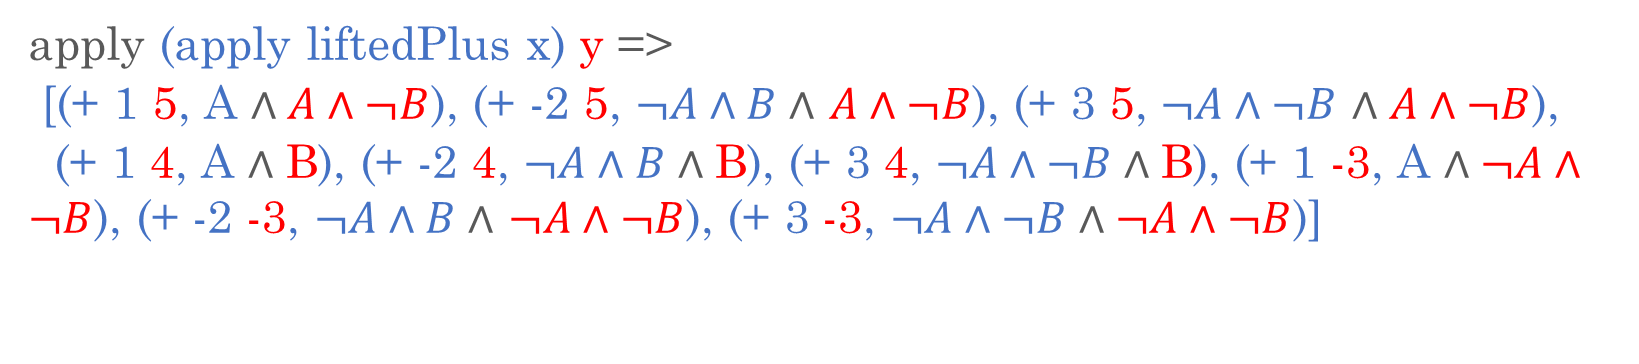 apply (apply liftedPlus x) y =>
[(+ 1 5, A ∧ A ∧ ¬B), (+ -2 5, ¬A ∧ B ∧ A ∧ ¬B), (+ 3 5, ¬A ∧ ¬B ∧ A ∧ ¬B),
(+ 1 4, A ∧ B), (+ -2 4, ¬A ∧ B ∧ B), (+ 3 4, ¬A ∧ ¬B ∧ B), (+ 1 -3, A ∧ ¬A ∧
¬B), (+ -2 -3, ¬A ∧ B ∧ ¬A ∧ ¬B), (+ 3 -3, ¬A ∧ ¬B ∧ ¬A ∧ ¬B)]